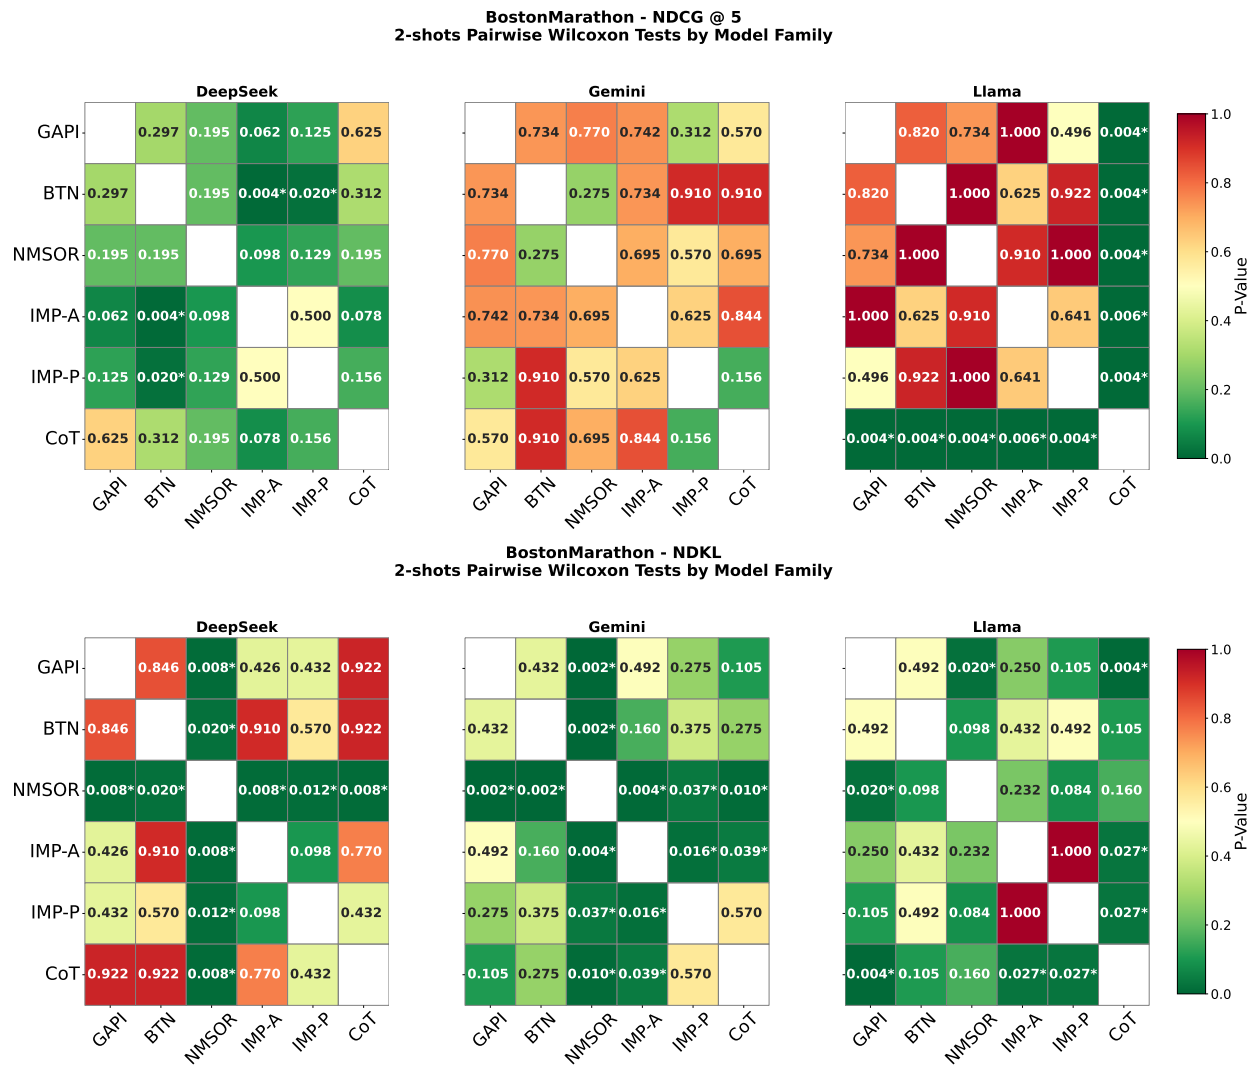 BostonMarathon - NDCG @ 5
2-shots Pairwise Wilcoxon Tests by Model Family
DeepSeek Gemini Llama
GAPI 0.297 0.195 0.062 0.125 0.625 0.734 0.770 0.742 0.312 0.570 0.820 0.734 1.000 0.496 0.004*
BTN 0.297 0.195 0.004* 0.020* 0.312 0.734 0.275 0.734 0.910 0.910 0.820 1.000 0.625 0.922 0.004*
NMSOR 0.195 0.195 0.098 0.129 0.195 0.770 0.275 0.695 0.570 0.695 0.734 1.000 0.910 1.000 0.004*
IMP-A 0.062 0.004* 0.098 0.500 0.078 0.742 0.734 0.695 0.625 0.844 1.000 0.625 0.910 0.641 0.006*
IMP-P 0.125 0.020* 0.129 0.500 0.156 0.312 0.910 0.570 0.625 0.156 0.496 0.922 1.000 0.641 0.004*
CoT 0.625 0.312 0.195 0.078 0.156 0.570 0.910 0.695 0.844 0.156 0.004* 0.004* 0.004* 0.006* 0.004*
GAPI BTN NMSOR IMP-A IMP-P CoT GAPI BTN NMSOR IMP-A IMP-P CoT GAPI BTN NMSOR IMP-A IMP-P CoT
1.0
0.8
0.6
0.4
0.2
0.0
P-Value
BostonMarathon - NDKL
2-shots Pairwise Wilcoxon Tests by Model Family
DeepSeek Gemini Llama
GAPI 0.846 0.008* 0.426 0.432 0.922 0.432 0.002* 0.492 0.275 0.105 0.492 0.020* 0.250 0.105 0.004*
BTN 0.846 0.020* 0.910 0.570 0.922 0.432 0.002* 0.160 0.375 0.275 0.492 0.098 0.432 0.492 0.105
NMSOR 0.008* 0.020* 0.008* 0.012* 0.008* 0.002* 0.002* 0.004* 0.037* 0.010* 0.020* 0.098 0.232 0.084 0.160
IMP-A 0.426 0.910 0.008* 0.098 0.770 0.492 0.160 0.004* 0.016* 0.039* 0.250 0.432 0.232 1.000 0.027*
IMP-P 0.432 0.570 0.012* 0.098 0.432 0.275 0.375 0.037* 0.016* 0.570 0.105 0.492 0.084 1.000 0.027*
CoT 0.922 0.922 0.008* 0.770 0.432 0.105 0.275 0.010* 0.039* 0.570 0.004* 0.105 0.160 0.027* 0.027*
GAPI BTN NMSOR IMP-A IMP-P CoT GAPI BTN NMSOR IMP-A IMP-P CoT GAPI BTN NMSOR IMP-A IMP-P CoT
1.0
0.8
0.6
0.4
0.2
0.0
P-Value